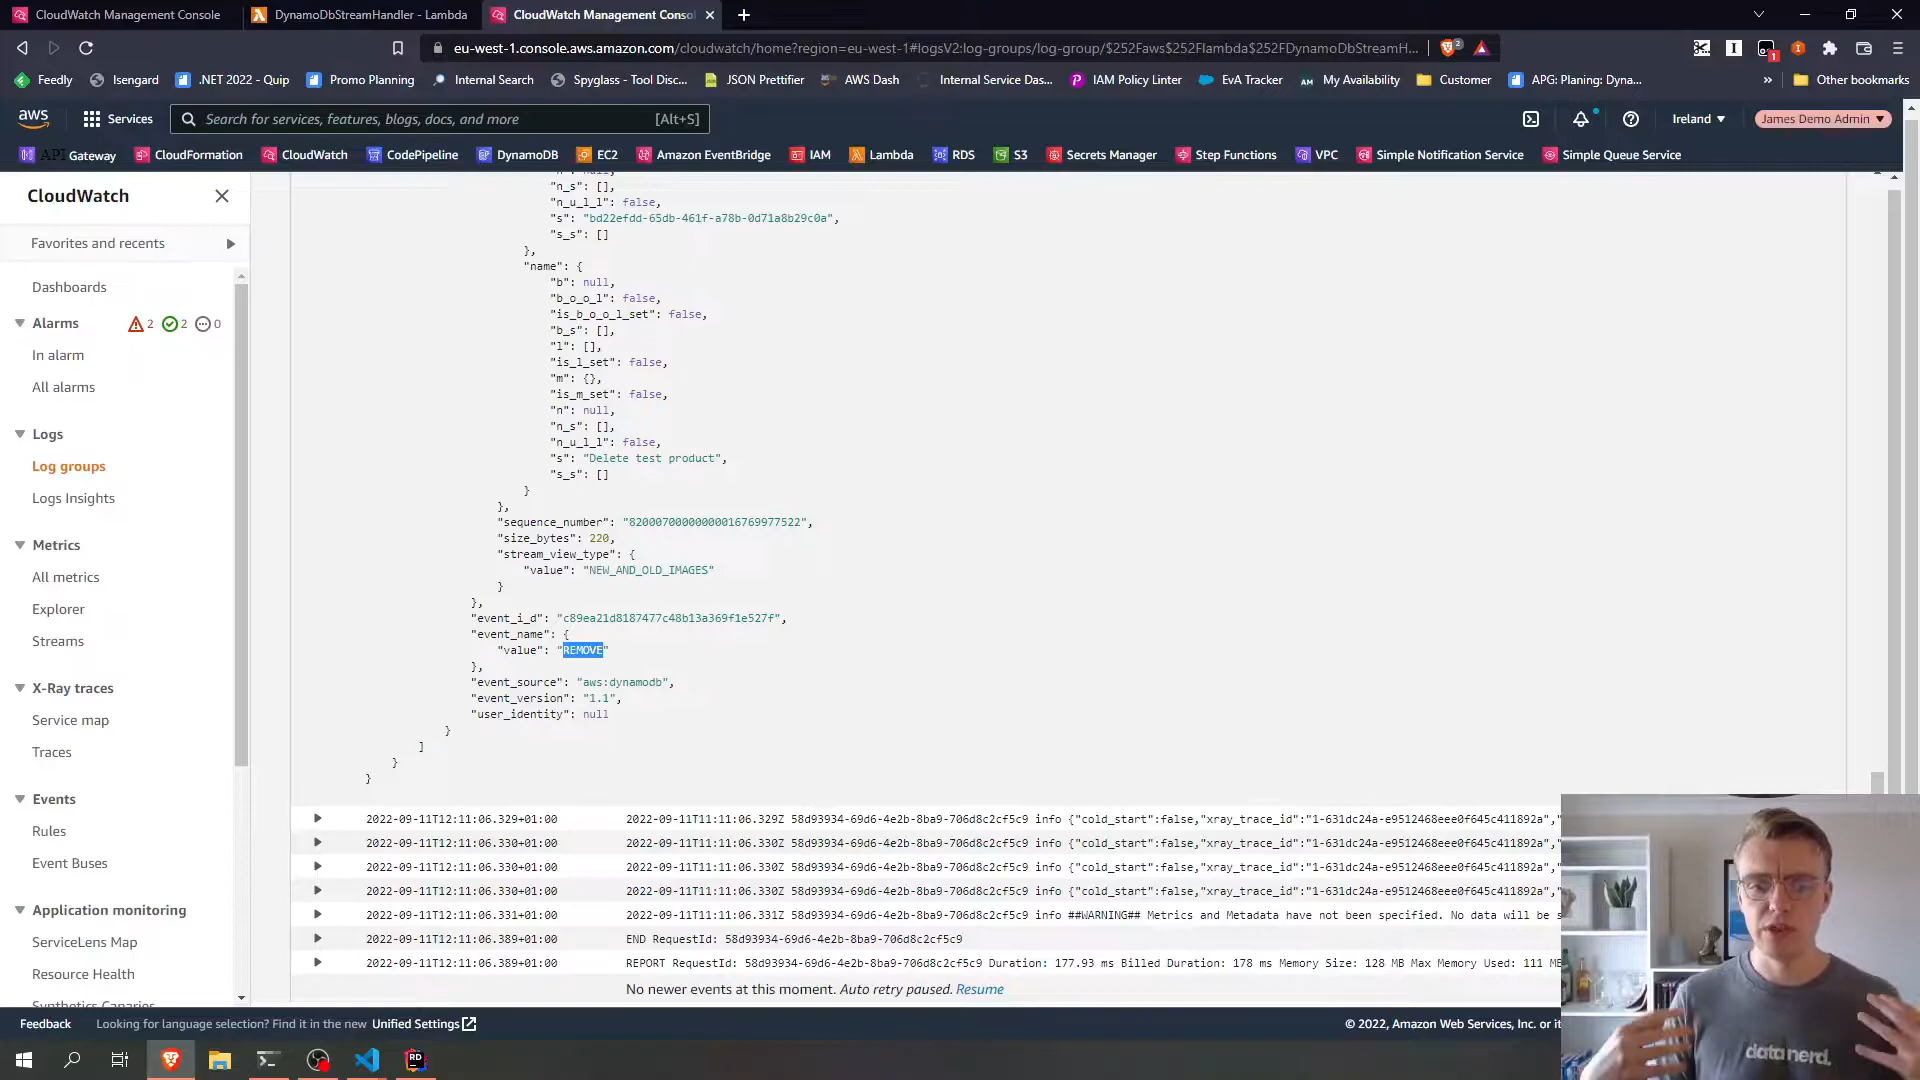 CloudWatch Management Console
DynamoDbStreamHandler - Lambda
CloudWatch Management Conso
eu-west-1.console.aws.amazon.com/cloudwatch/home?region=eu-west-1#logsV2:log-groups/log-group/$252Faws$252Flambda$252FDynamoDbStreamH...
2
1
Feedly
Isengard
.NET 2022 - Quip
Promo Planning
Internal Search
Spyglass - Tool Disc...
JSON Prettifier
AWS Dash
Internal Service Das...
IAM Policy Linter
EvA Tracker
AM My Availability
Customer
APG: Planing: Dyna...
»
Other bookmarks
aws
Services
Search for services, features, blogs, docs, and more
[Alt+S]
Ireland
James Demo Admin
API Gateway
CloudFormation
CloudWatch
CodePipeline
DynamoDB
EC2
Amazon EventBridge
IAM
Lambda
RDS
S3
Secrets Manager
Step Functions
VPC
Simple Notification Service
Simple Queue Service
CloudWatch
Favorites and recents
Dashboards
Alarms
2
2
0
In alarm
All alarms
Logs
Log groups
Logs Insights
Metrics
All metrics
Explorer
Streams
X-Ray traces
Service map
Traces
Events
Rules
Event Buses
Application monitoring
ServiceLens Map
Resource Health
Synthetics Canaries
"n_s": [],
"n_u_l_l": false,
"s": "bd22efdd-65db-461f-a78b-0d71a8b29c0a",
"s_s": []
},
"name": {
"b": null,
"b_o_o_l": false,
"is_b_o_o_l_set": false,
"b_s": [],
"l": [],
"is_l_set": false,
"m": {},
"is_m_set": false,
"n": null,
"n_s": [],
"n_u_l_l": false,
"s": "Delete test product",
"s_s": []
}
},
"sequence_number": "82000700000000016769977522",
"size_bytes": 220,
"stream_view_type": {
"value": "NEW_AND_OLD_IMAGES"
}
},
"event_i_d": "c89ea21d8187477c48b13a369f1e527f",
"event_name": {
"value": "REMOVE"
},
"event_source": "aws:dynamodb",
"event_version": "1.1",
"user_identity": null
}
]
}
}
2022-09-11T12:11:06.329+01:00 2022-09-11T11:11:06.329Z 58d93934-69d6-4e2b-8ba9-706d8c2cf5c9 info {"cold_start":false,"xray_trace_id":"1-631dc24a-e9512468eee0f645c411892a","
2022-09-11T12:11:06.330+01:00 2022-09-11T11:11:06.330Z 58d93934-69d6-4e2b-8ba9-706d8c2cf5c9 info {"cold_start":false,"xray_trace_id":"1-631dc24a-e9512468eee0f645c411892a","
2022-09-11T12:11:06.330+01:00 2022-09-11T11:11:06.330Z 58d93934-69d6-4e2b-8ba9-706d8c2cf5c9 info {"cold_start":false,"xray_trace_id":"1-631dc24a-e9512468eee0f645c411892a","
2022-09-11T12:11:06.330+01:00 2022-09-11T11:11:06.330Z 58d93934-69d6-4e2b-8ba9-706d8c2cf5c9 info {"cold_start":false,"xray_trace_id":"1-631dc24a-e9512468eee0f645c411892a","
2022-09-11T12:11:06.331+01:00 2022-09-11T11:11:06.331Z 58d93934-69d6-4e2b-8ba9-706d8c2cf5c9 info ##WARNING## Metrics and Metadata have not been specified. No data will be s
2022-09-11T12:11:06.389+01:00 END RequestId: 58d93934-69d6-4e2b-8ba9-706d8c2cf5c9
2022-09-11T12:11:06.389+01:00 REPORT RequestId: 58d93934-69d6-4e2b-8ba9-706d8c2cf5c9 Duration: 177.93 ms Billed Duration: 178 ms Memory Size: 128 MB Max Memory Used: 111 MB
No newer events at this moment. Auto retry paused. Resume
Feedback
Looking for language selection? Find it in the new Unified Settings
© 2022, Amazon Web Services, Inc. or it
RD
data nerd.